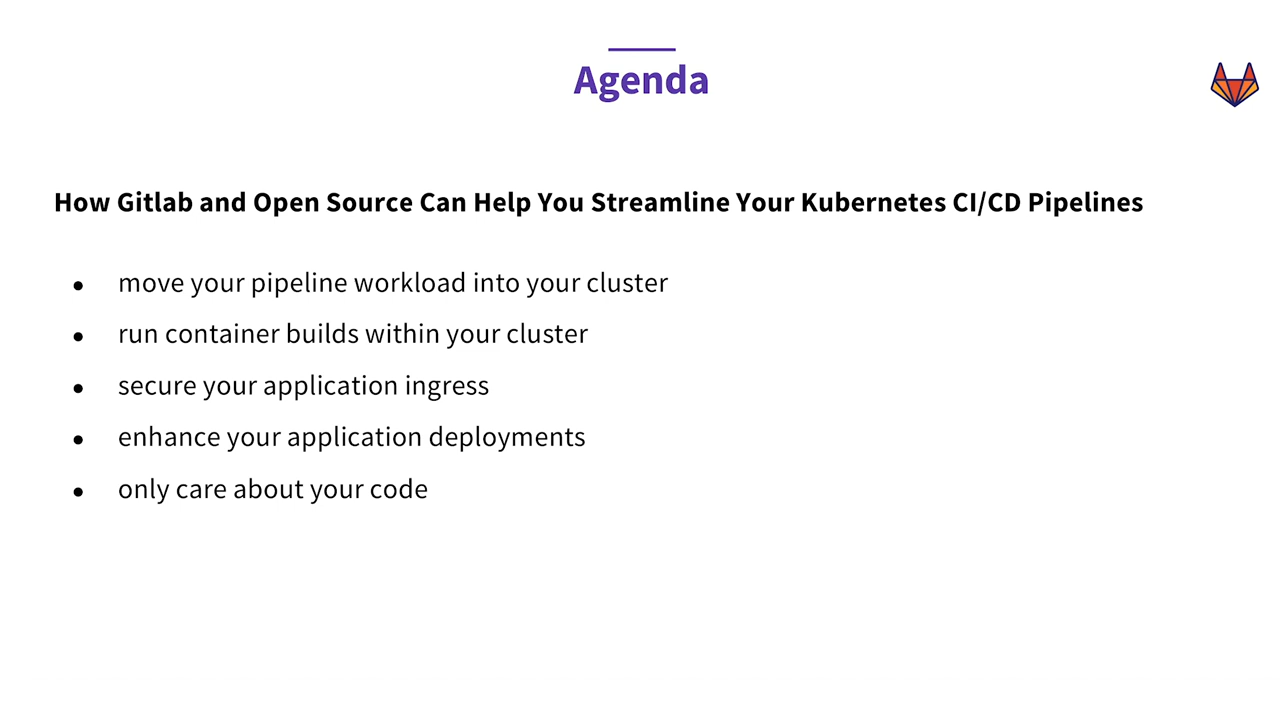 Agenda
How Gitlab and Open Source Can Help You Streamline Your Kubernetes CI/CD Pipelines
● move your pipeline workload into your cluster
● run container builds within your cluster
● secure your application ingress
● enhance your application deployments
● only care about your code